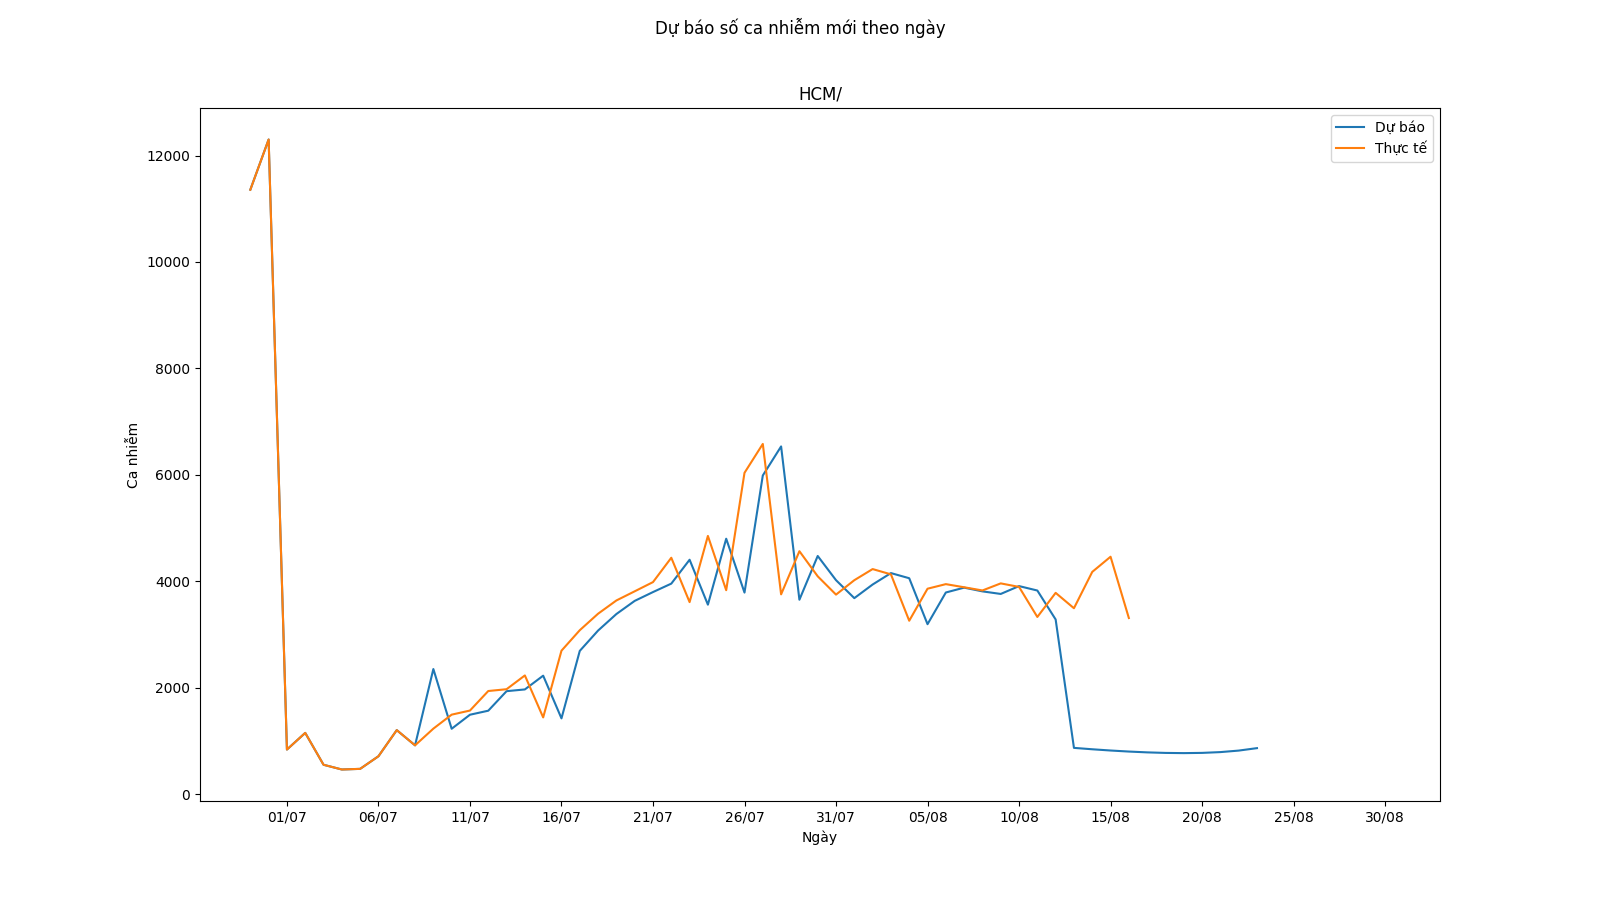 Dự báo số ca nhiễm mới theo ngày
HCM/
Dự báo
Thực tế
12000
10000
8000
6000
4000
2000
0
Ca nhiễm
01/07 06/07 11/07 16/07 21/07 26/07 31/07 05/08 10/08 15/08 20/08 25/08 30/08
Ngày